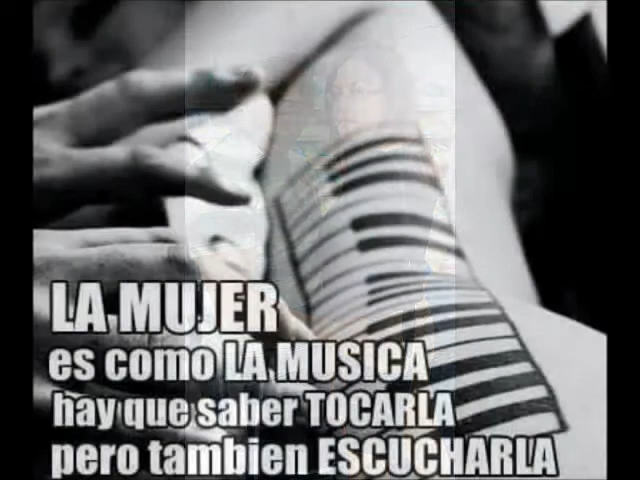 LA MUJER
es como LA MUSICA
hay que saber TOCARLA
pero tambien ESCUCHARLA